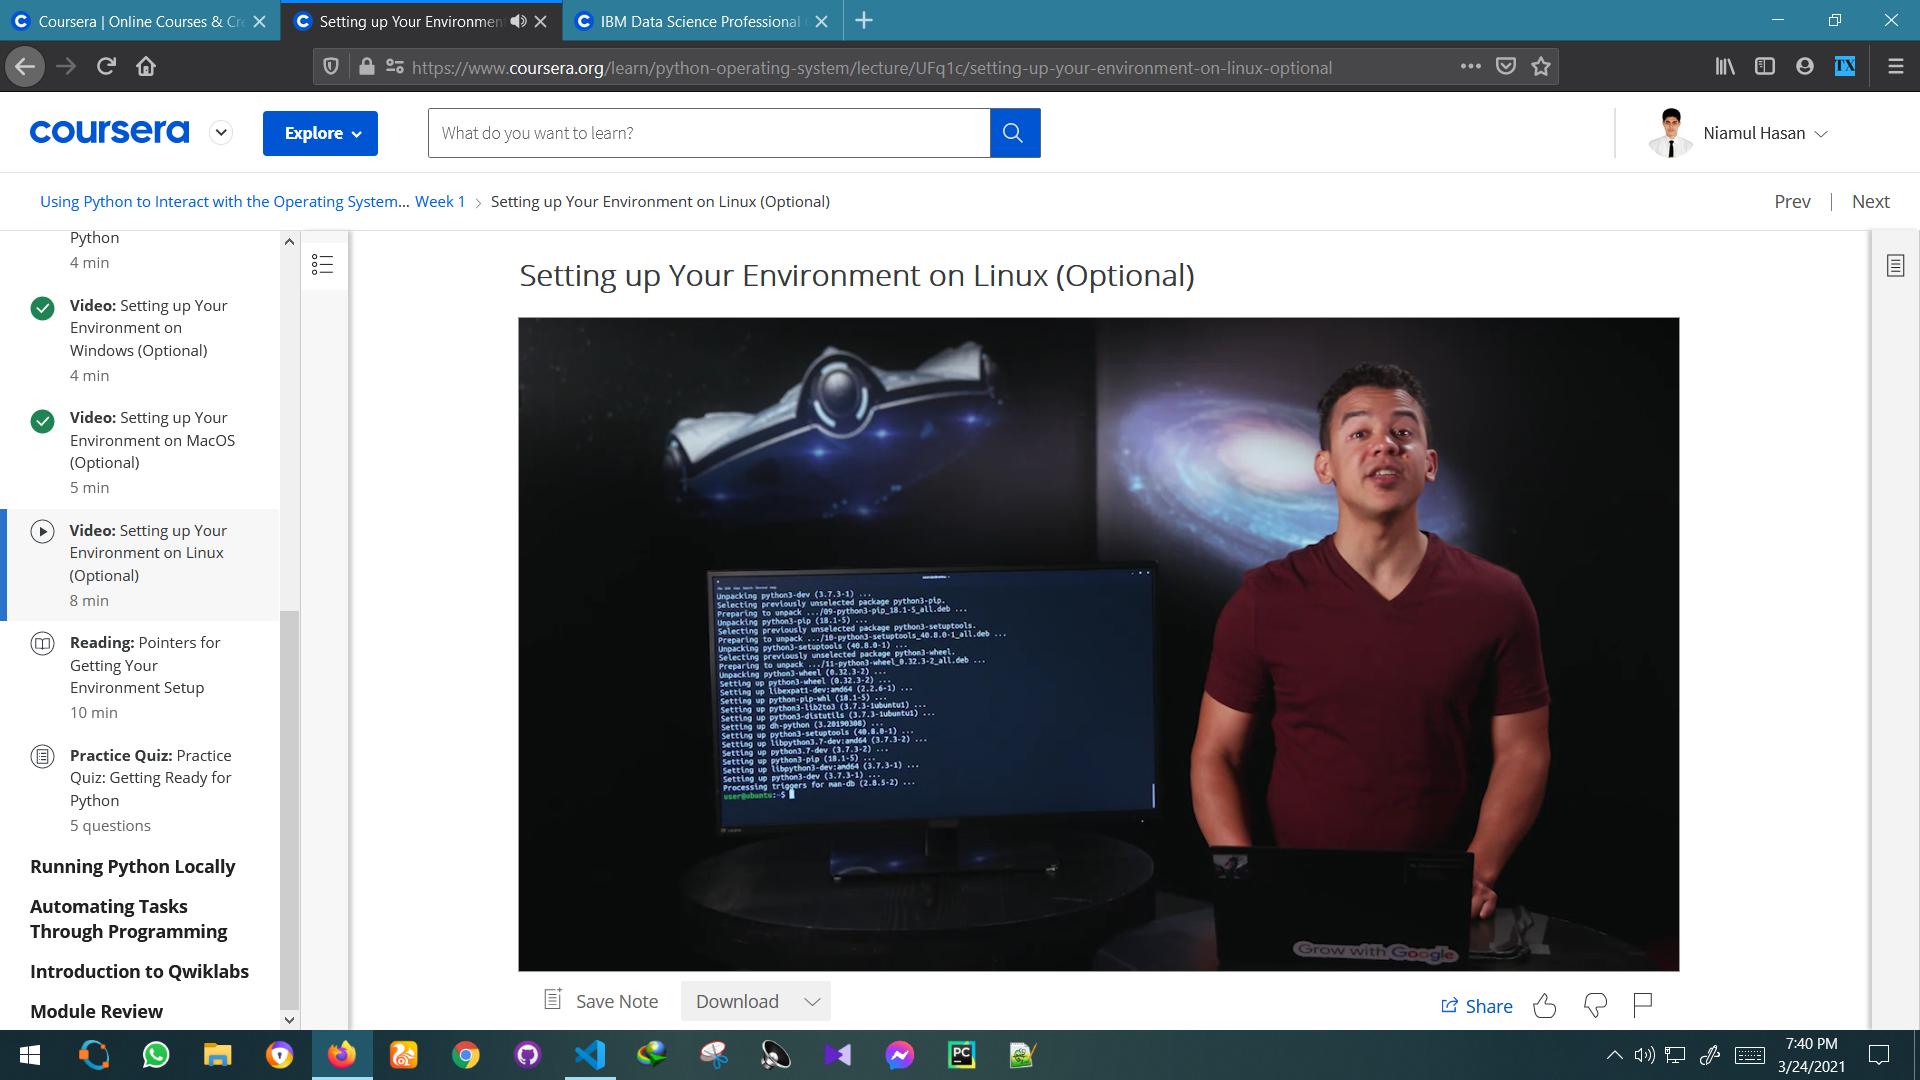 Coursera | Online Courses & Cre
Setting up Your Environmen
IBM Data Science Professional
https://www.coursera.org/learn/python-operating-system/lecture/UFq1c/setting-up-your-environment-on-linux-optional
TX
coursera
Explore
What do you want to learn?
Niamul Hasan
Using Python to Interact with the Operating System... Week 1 > Setting up Your Environment on Linux (Optional)
Prev | Next
Python
4 min
Video: Setting up Your
Environment on
Windows (Optional)
4 min
Video: Setting up Your
Environment on MacOS
(Optional)
5 min
Video: Setting up Your
Environment on Linux
(Optional)
8 min
Reading: Pointers for
Getting Your
Environment Setup
10 min
Practice Quiz: Practice
Quiz: Getting Ready for
Python
5 questions
Running Python Locally
Automating Tasks
Through Programming
Introduction to Qwiklabs
Module Review
Setting up Your Environment on Linux (Optional)
Unpacking python3-dev (3.7.3-1) ...
Selecting previously unselected package python3-pip.
Preparing to unpack .../09-python3-pip_18.1-5_all.deb ...
Unpacking python3-pip (18.1-5) ...
Selecting previously unselected package python3-setuptools.
Preparing to unpack .../10-python3-setuptools_40.8.0-1_all.deb ...
Unpacking python3-setuptools (40.8.0-1) ...
Selecting previously unselected package python3-wheel.
Preparing to unpack .../11-python3-wheel_0.32.3-2_all.deb ...
Unpacking python3-wheel (0.32.3-2) ...
Setting up python3-wheel (0.32.3-2) ...
Setting up libexpat1-dev:amd64 (2.2.6-1) ...
Setting up python-pip-whl (18.1-5) ...
Setting up python3-lib2to3 (3.7.3-1ubuntu1) ...
Setting up python3-distutils (3.7.3-1ubuntu1) ...
Setting up dh-python (3.20190308) ...
Setting up python3-setuptools (40.8.0-1) ...
Setting up libpython3.7-dev:amd64 (3.7.3-2) ...
Setting up python3.7-dev (3.7.3-2) ...
Setting up python3-pip (18.1-5) ...
Setting up libpython3-dev:amd64 (3.7.3-1) ...
Setting up python3-dev (3.7.3-1) ...
Processing triggers for man-db (2.8.5-2) ...
user@ubuntu:~$
Grow with Google
Save Note
Download
Share
PC
7:40 PM
3/24/2021